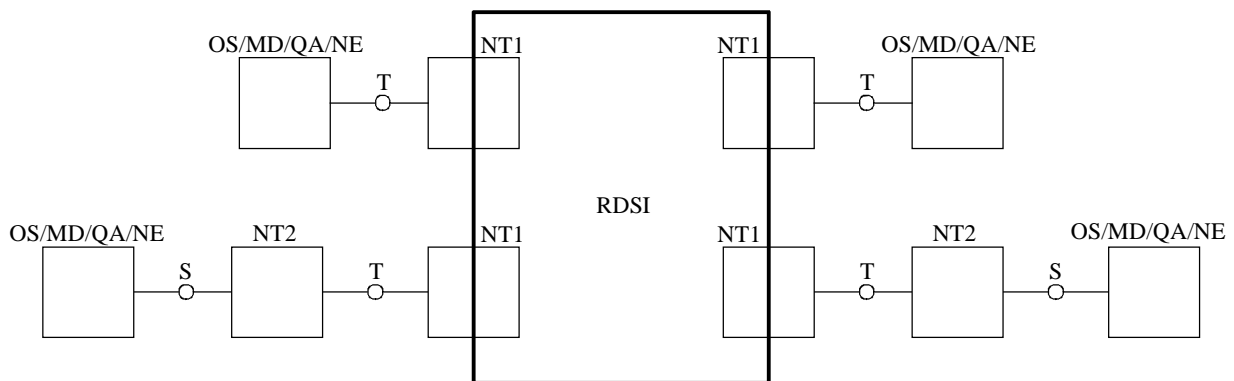 OS/MD/QA/NE
NT1
NT1
OS/MD/QA/NE
T
T
RDSI
OS/MD/QA/NE
NT2
NT1
NT1
NT2
OS/MD/QA/NE
S
T
T
S